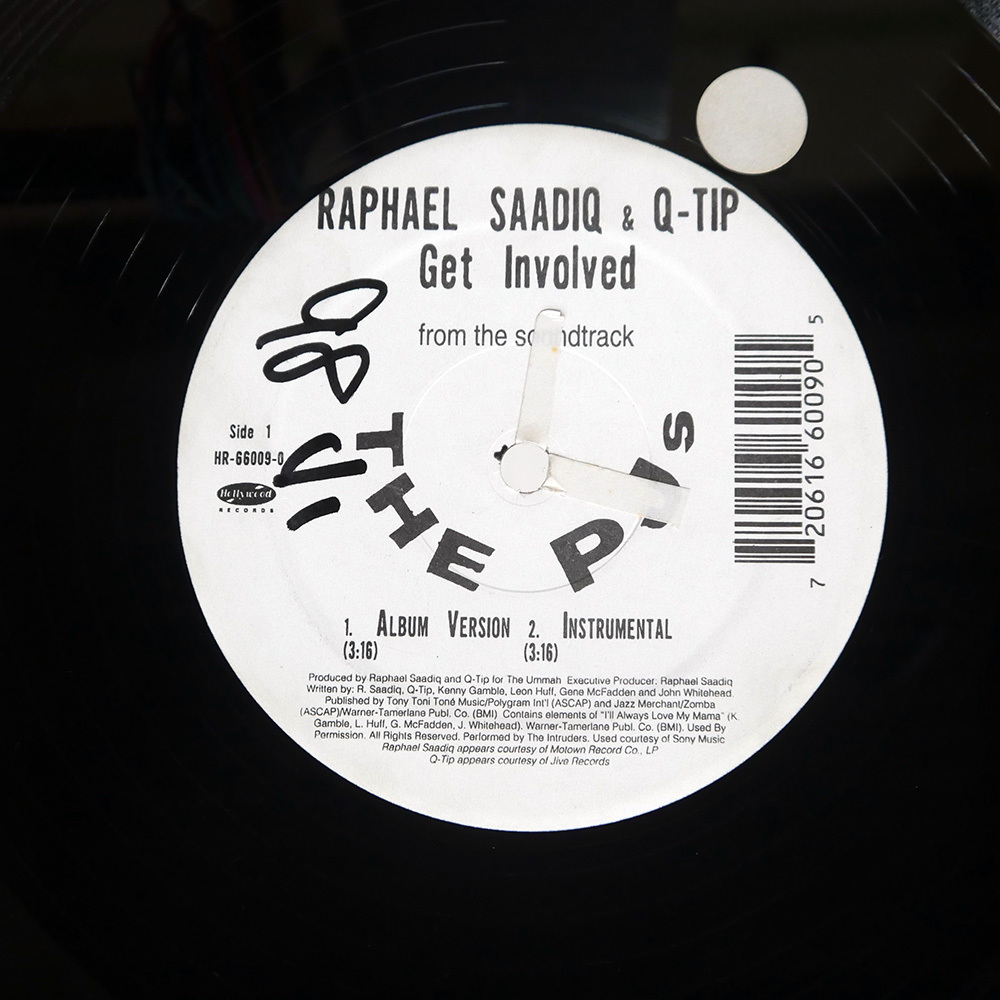 RAPHAEL SAADIQ & Q-TIP
Get Involved
from the soundtrack
98
Side 1
HR-66009-0
Hollywood
RECORDS
THE PJs
7 20616 60090 5
1. ALBUM VERSION 2. INSTRUMENTAL
(3:16) (3:16)
Produced by Raphael Saadiq and Q-Tip for The Ummah Executive Producer: Raphael Saadiq
Written by: R. Saadiq, Q-Tip, Kenny Gamble, Leon Huff, Gene McFadden and John Whitehead.
Published by Tony Toni Toné Music/Polygram Int'l (ASCAP) and Jazz Merchant/Zomba
(ASCAP)/Warner-Tamerlane Publ. Co. (BMI) Contains elements of "I'll Always Love My Mama" (K.
Gamble, L. Huff, G. McFadden, J. Whitehead). Warner-Tamerlane Publ. Co. (BMI). Used By
Permission. All Rights Reserved. Performed by The Intruders. Used courtesy of Sony Music
Raphael Saadiq appears courtesy of Motown Record Co., LP
Q-Tip appears courtesy of Jive Records